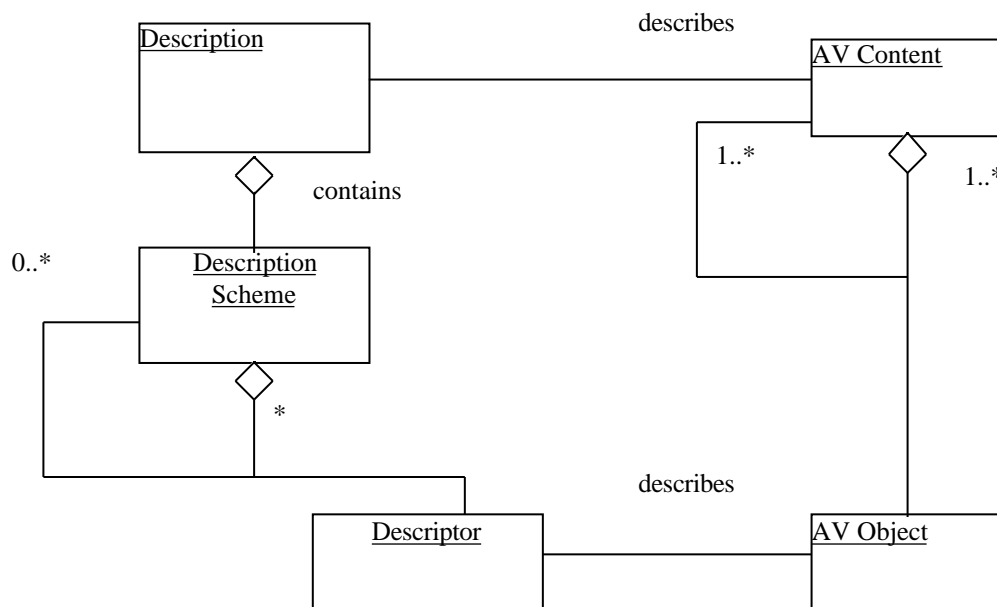 describes
Description
AV Content
1..*
1..*
contains
0..*
Description
Scheme
*
describes
Descriptor
AV Object